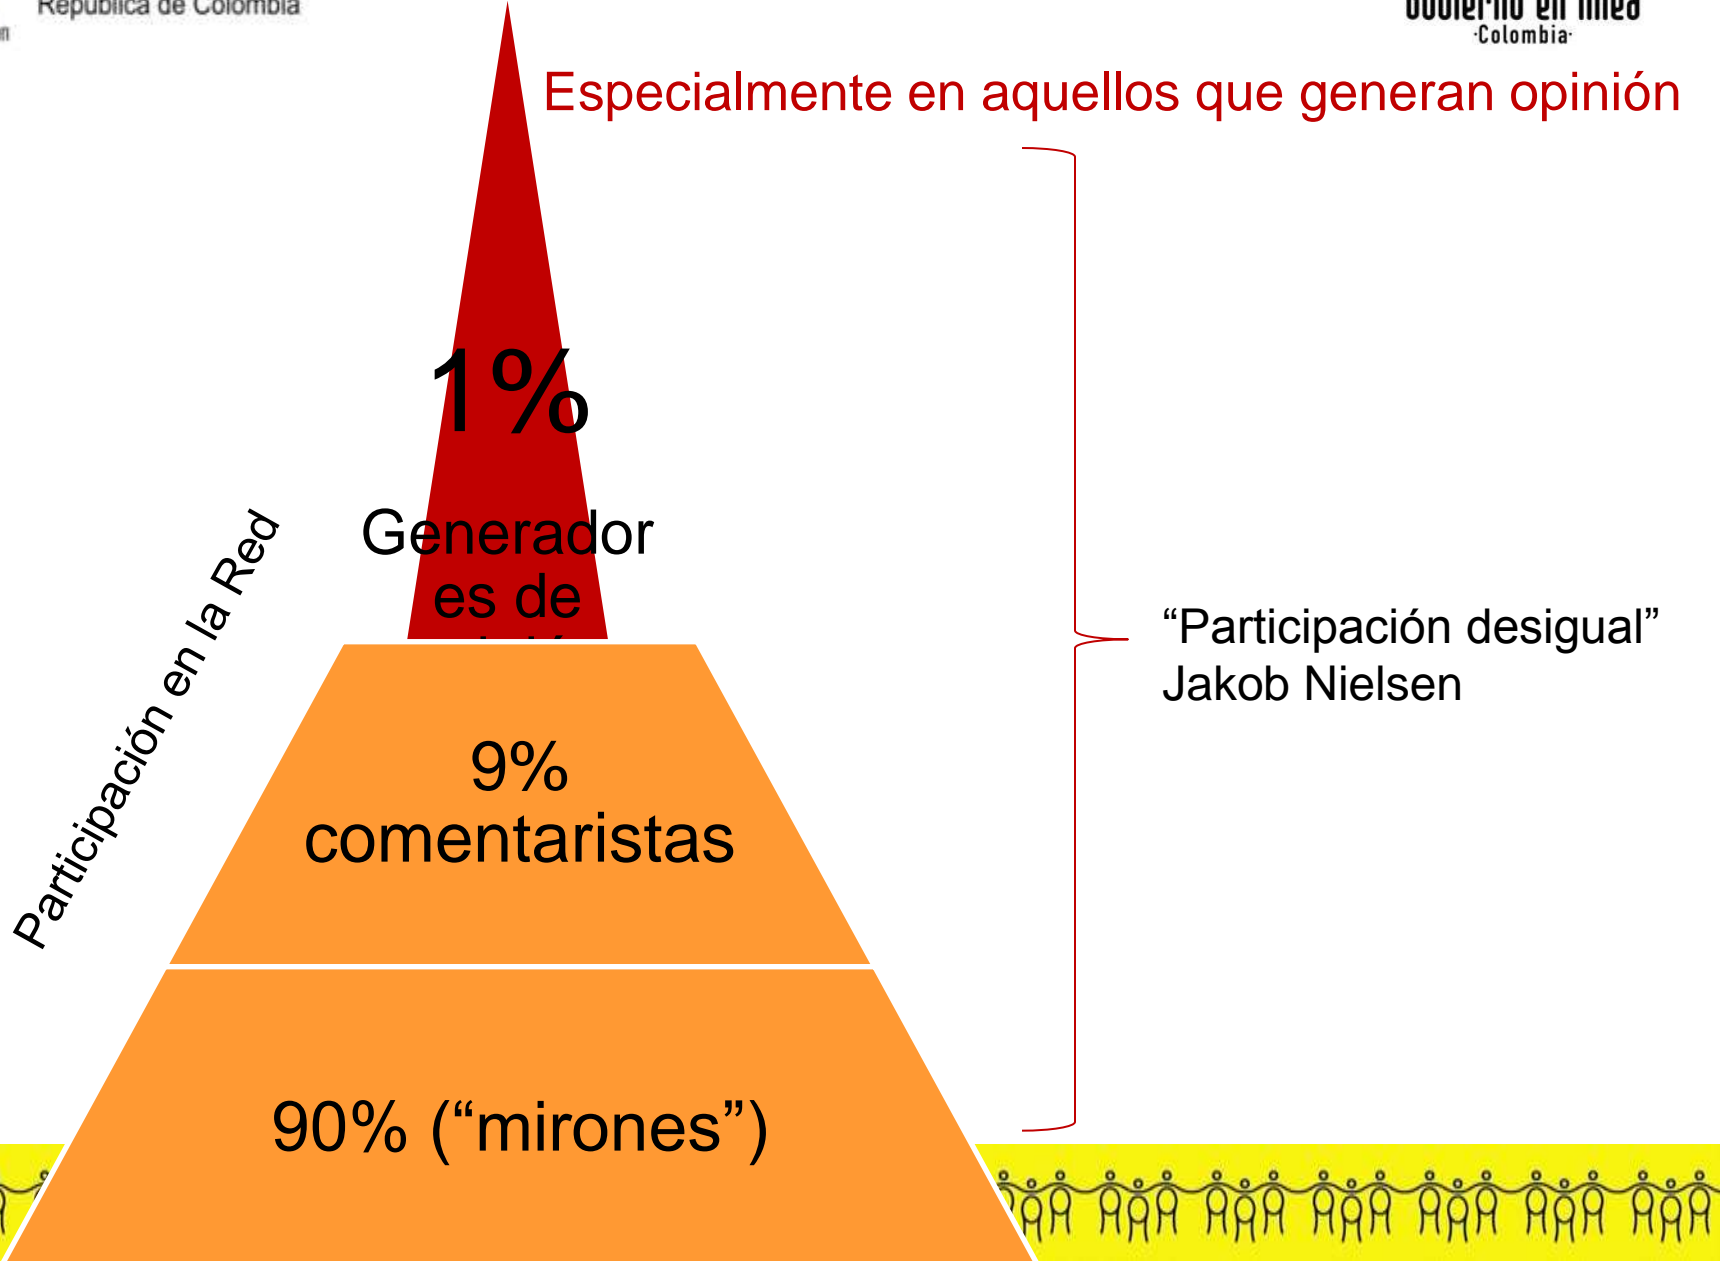 República de Colombia
Gobierno en línea
·Colombia·
Especialmente en aquellos que generan opinión
1%
Generador
es de
Participación en la Red
“Participación desigual”
Jakob Nielsen
9%
comentaristas
90% (“mirones”)